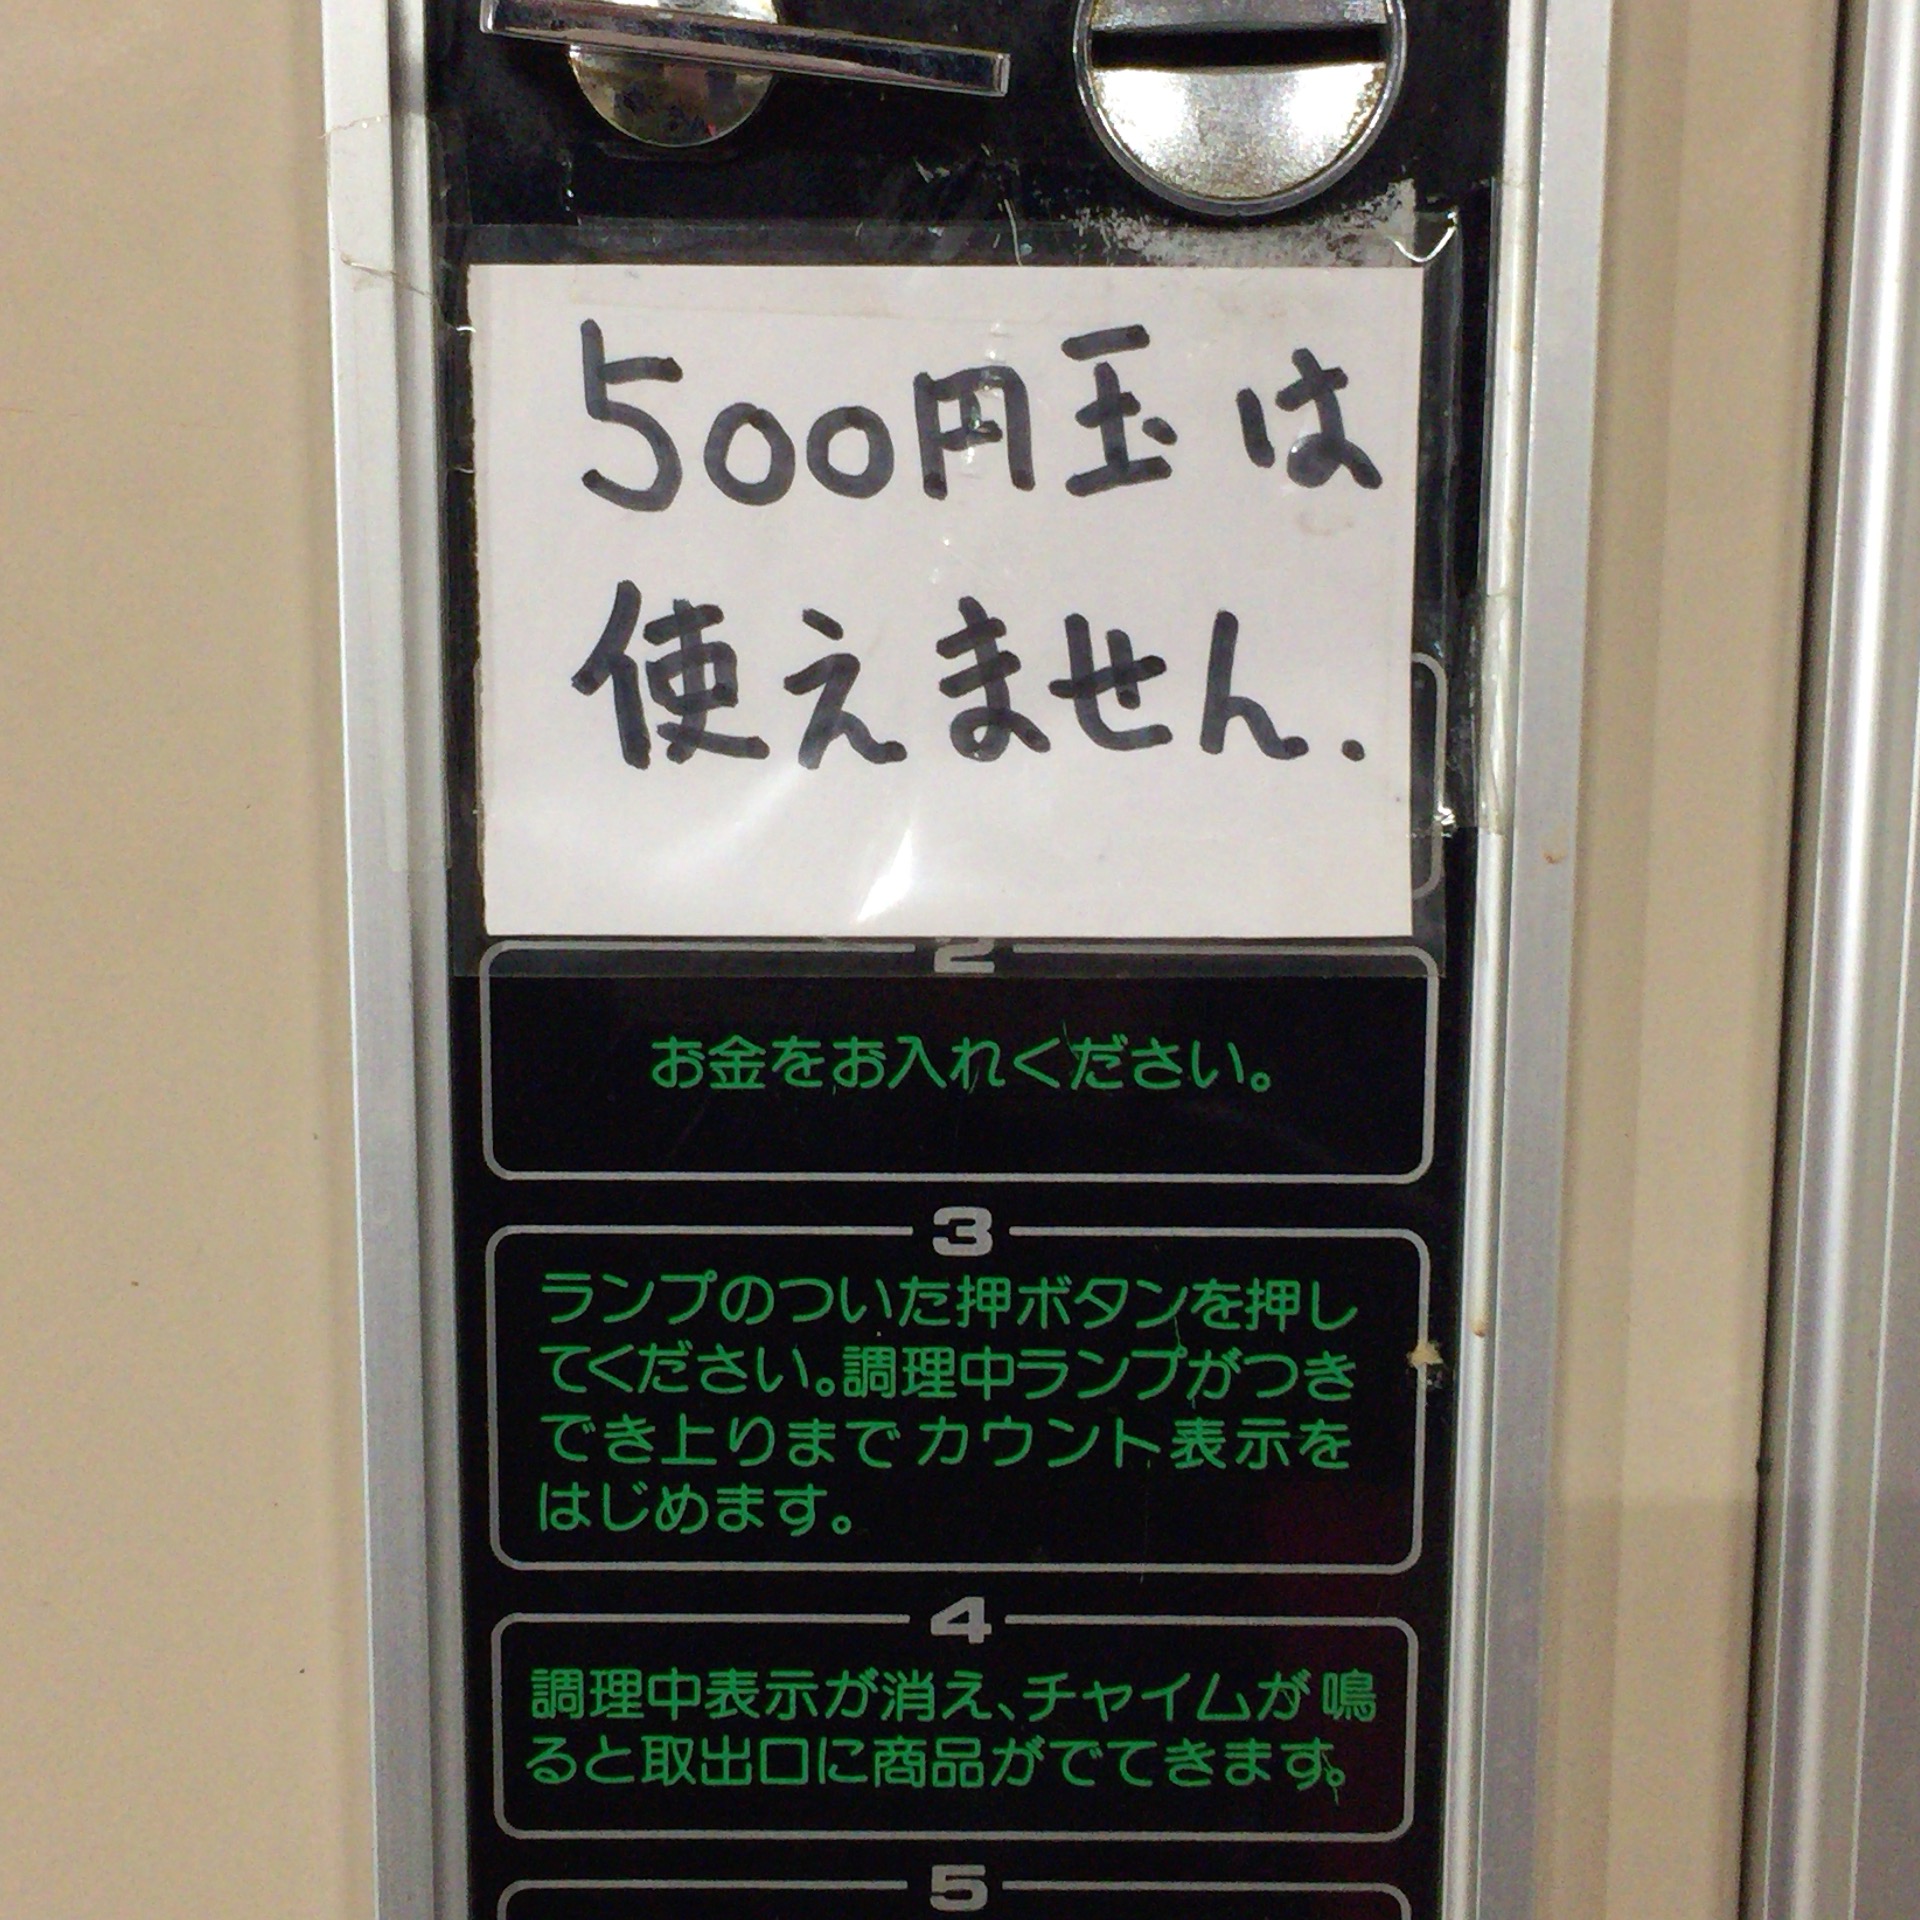 500円玉は
使えません.
2
お金をお入れください。
3
ランプのついた押ボタンを押し
てください。調理中ランプがつき
でき上りまでカウント表示を
はじめます。
4
調理中表示が消え、チャイムが鳴
ると取出口に商品がでてきます。
5